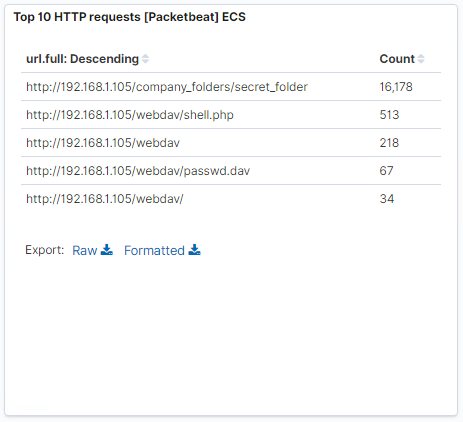 Top 10 HTTP requests [Packetbeat] ECS
url.full: Descending Count
http://192.168.1.105/company_folders/secret_folder 16,178
http://192.168.1.105/webdav/shell.php 513
http://192.168.1.105/webdav 218
http://192.168.1.105/webdav/passwd.dav 67
http://192.168.1.105/webdav/ 34
Export: Raw Formatted